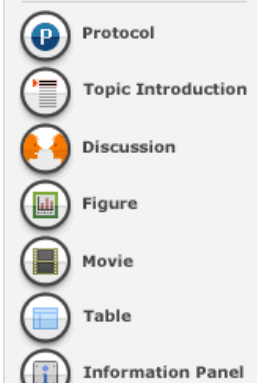 P Protocol
Topic Introduction
Discussion
Figure
Movie
Table
i Information Panel